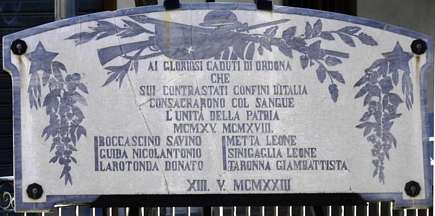 AI GLORIOSI CADUTI DI ORDONA
CHE
SUI CONTRASTATI CONFINI D'ITALIA
CONSACRARONO COL SANGUE
L'UNITÀ DELLA PATRIA
MCMXV. MCMXVIII.
BOCCASCINO SAVINO
GUIDA NICOLANTONIO
LAROTONDA DONATO
METTA LEONE
SINIGAGLIA LEONE
TARONNA GIAMBATTISTA
XIII. V. MCMXXIII